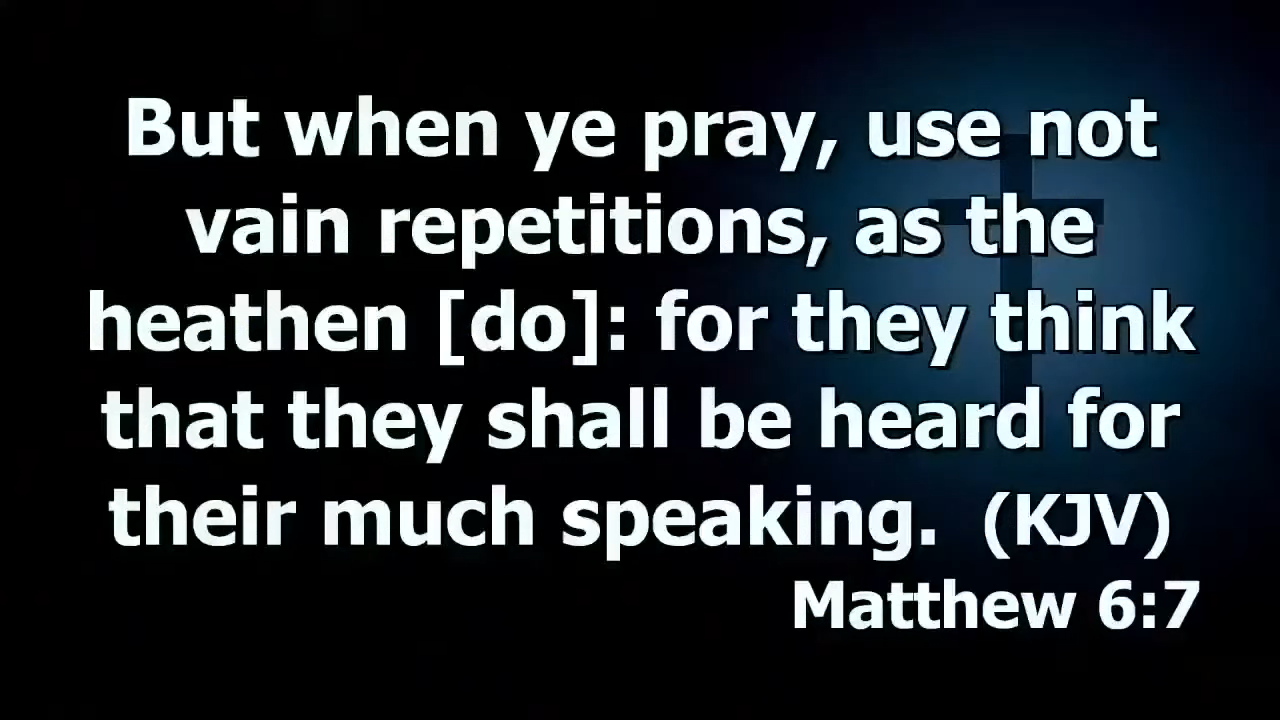 But when ye pray, use not
vain repetitions, as the
heathen [do]: for they think
that they shall be heard for
their much speaking. (KJV)
Matthew 6:7